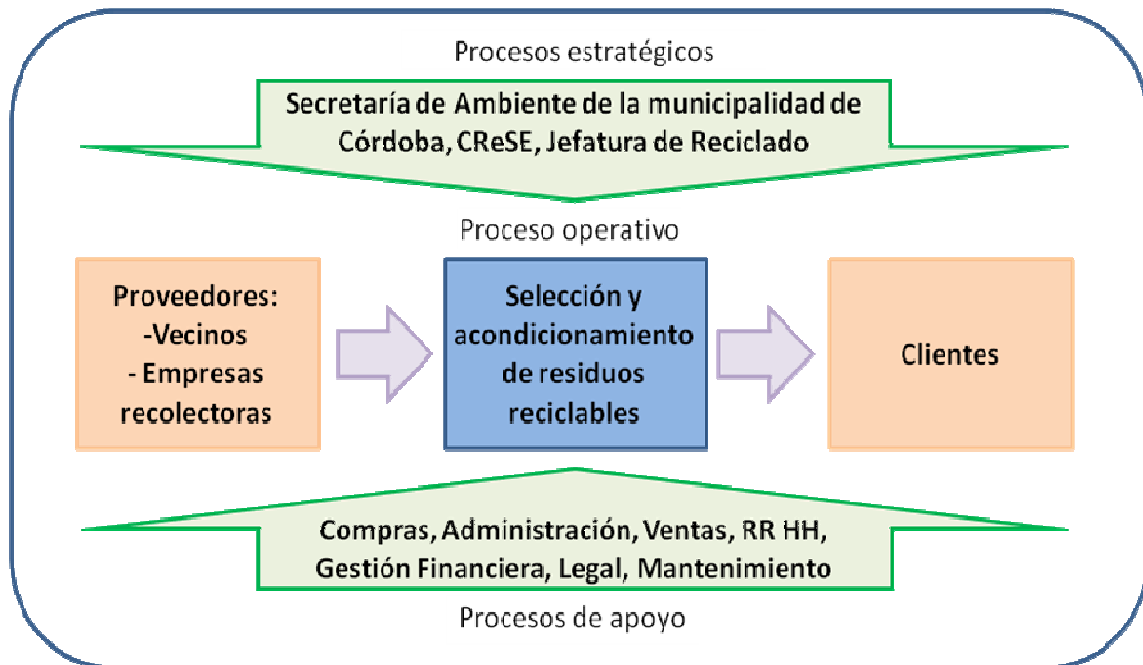 Procesos estratégicos
Secretaría de Ambiente de la municipalidad de
Córdoba, CReSE, Jefatura de Reciclado
Proceso operativo
Proveedores:
-Vecinos
- Empresas
recolectoras
Selección y
acondicionamiento
de residuos
reciclables
Clientes
Compras, Administración, Ventas, RR HH,
Gestión Financiera, Legal, Mantenimiento
Procesos de apoyo